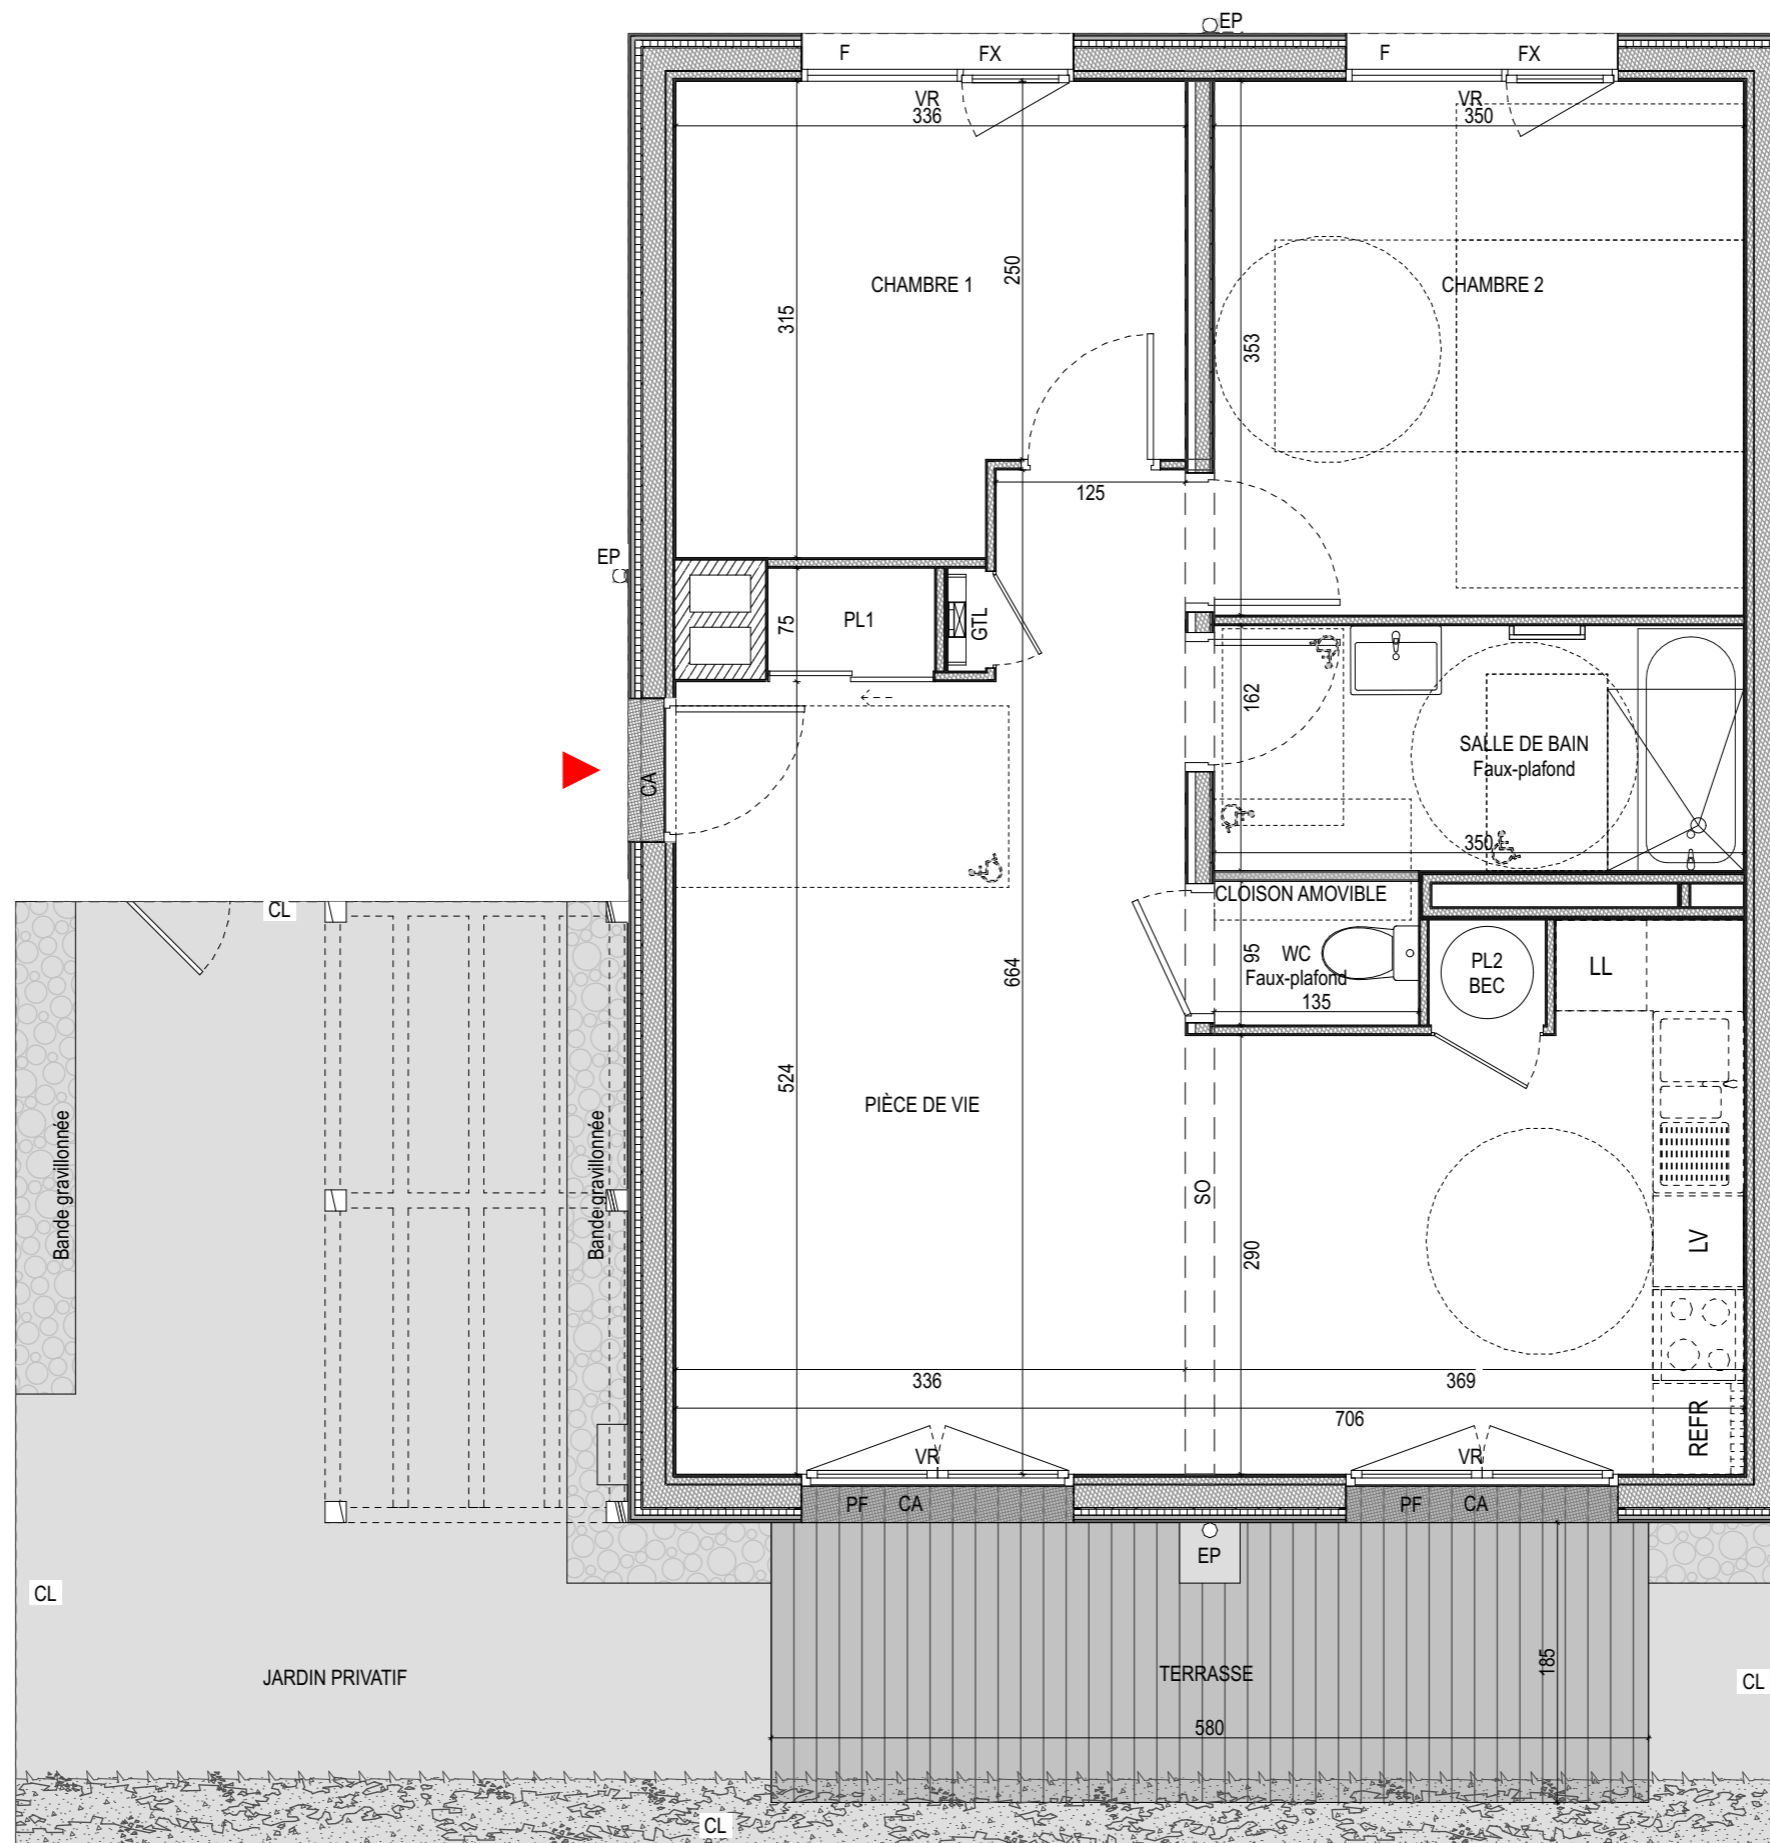 EP
F
FX
F
FX
VR
336
VR
350
CHAMBRE 1
250
CHAMBRE 2
315
353
125
EP
75
PL1
GTL
162
SALLE DE BAIN
Faux-plafond
CA
350
CLOISON AMOVIBLE
CL
95
WC
Faux-plafond
135
PL2
BEC
LL
664
524
PIÈCE DE VIE
Bande gravillonnée
Bande gravillonnée
SO
290
LV
336
369
706
REFR
VR
VR
PF
CA
PF
CA
EP
CL
JARDIN PRIVATIF
TERRASSE
185
CL
580
CL